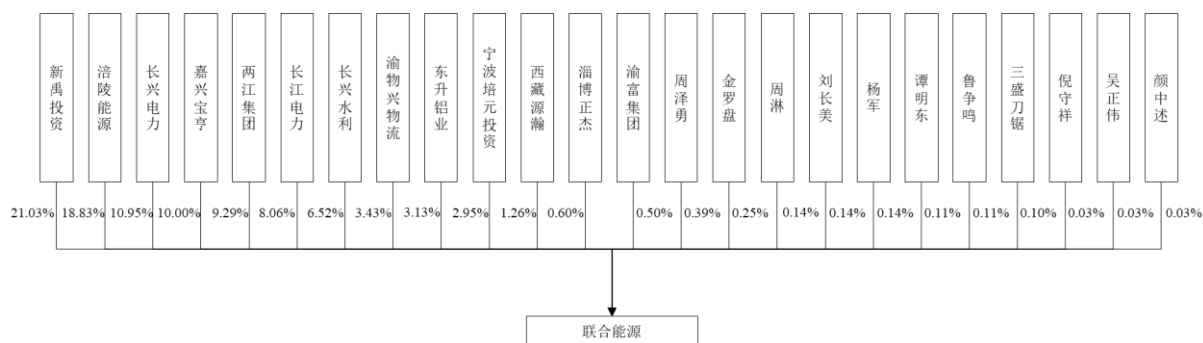 新禹投资
涪陵能源
长兴电力
嘉兴宝亨
两江集团
长江电力
长兴水利
渝物兴物流
东升铝业
宁波培元投资
西藏源瀚
淄博正杰
渝富集团
周泽勇
金罗盘
周淋
刘长美
杨军
谭明东
鲁争鸣
三盛刀锯
倪守祥
吴正伟
颜中述
21.03% 18.83% 10.95% 10.00% 9.29% 8.06% 6.52% 3.43% 3.13% 2.95% 1.26% 0.60% 0.50% 0.39% 0.25% 0.14% 0.14% 0.14% 0.11% 0.11% 0.10% 0.03% 0.03% 0.03%
联合能源